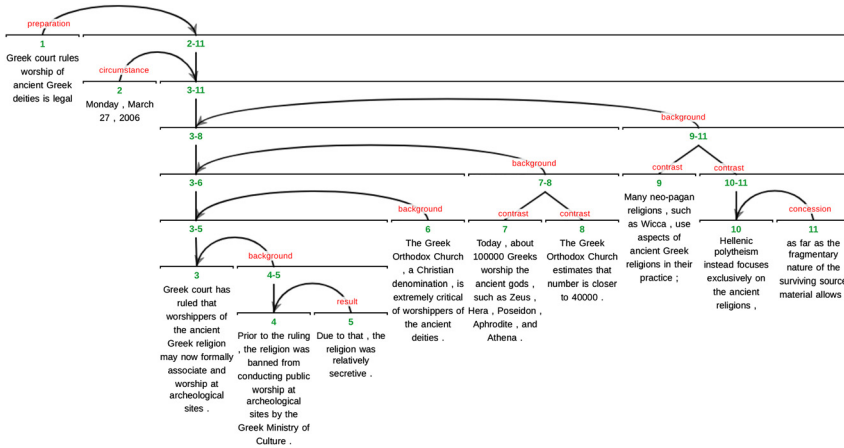 preparation
1
2-11
Greek court rules
worship of
ancient Greek
deities is legal
circumstance
2
3-11
Monday , March
27 , 2006
background
3-8
9-11
background
contrast
contrast
3-6
7-8
9
10-11
Many neo-pagan
religions , such
as Wicca , use
aspects of
ancient Greek
religions in their
practice ;
background
contrast
contrast
concession
3-5
6
7
8
10
11
The Greek
Orthodox Church
, a Christian
denomination , is
extremely critical
of worshippers of
the ancient
deities .
Today , about
100000 Greeks
worship the
ancient gods ,
such as Zeus ,
Hera , Poseidon ,
Aphrodite , and
Athena .
The Greek
Orthodox Church
estimates that
number is closer
to 40000 .
Hellenic
polytheism
instead focuses
exclusively on
the ancient
religions ,
as far as the
fragmentary
nature of the
surviving source
material allows
background
3
4-5
Greek court has
ruled that
worshippers of
the ancient
Greek religion
may now formally
associate and
worship at
archeological
sites .
result
4
5
Prior to the ruling
, the religion was
banned from
conducting public
worship at
archeological
sites by the
Greek Ministry of
Culture .
Due to that , the
religion was
relatively
secretive .